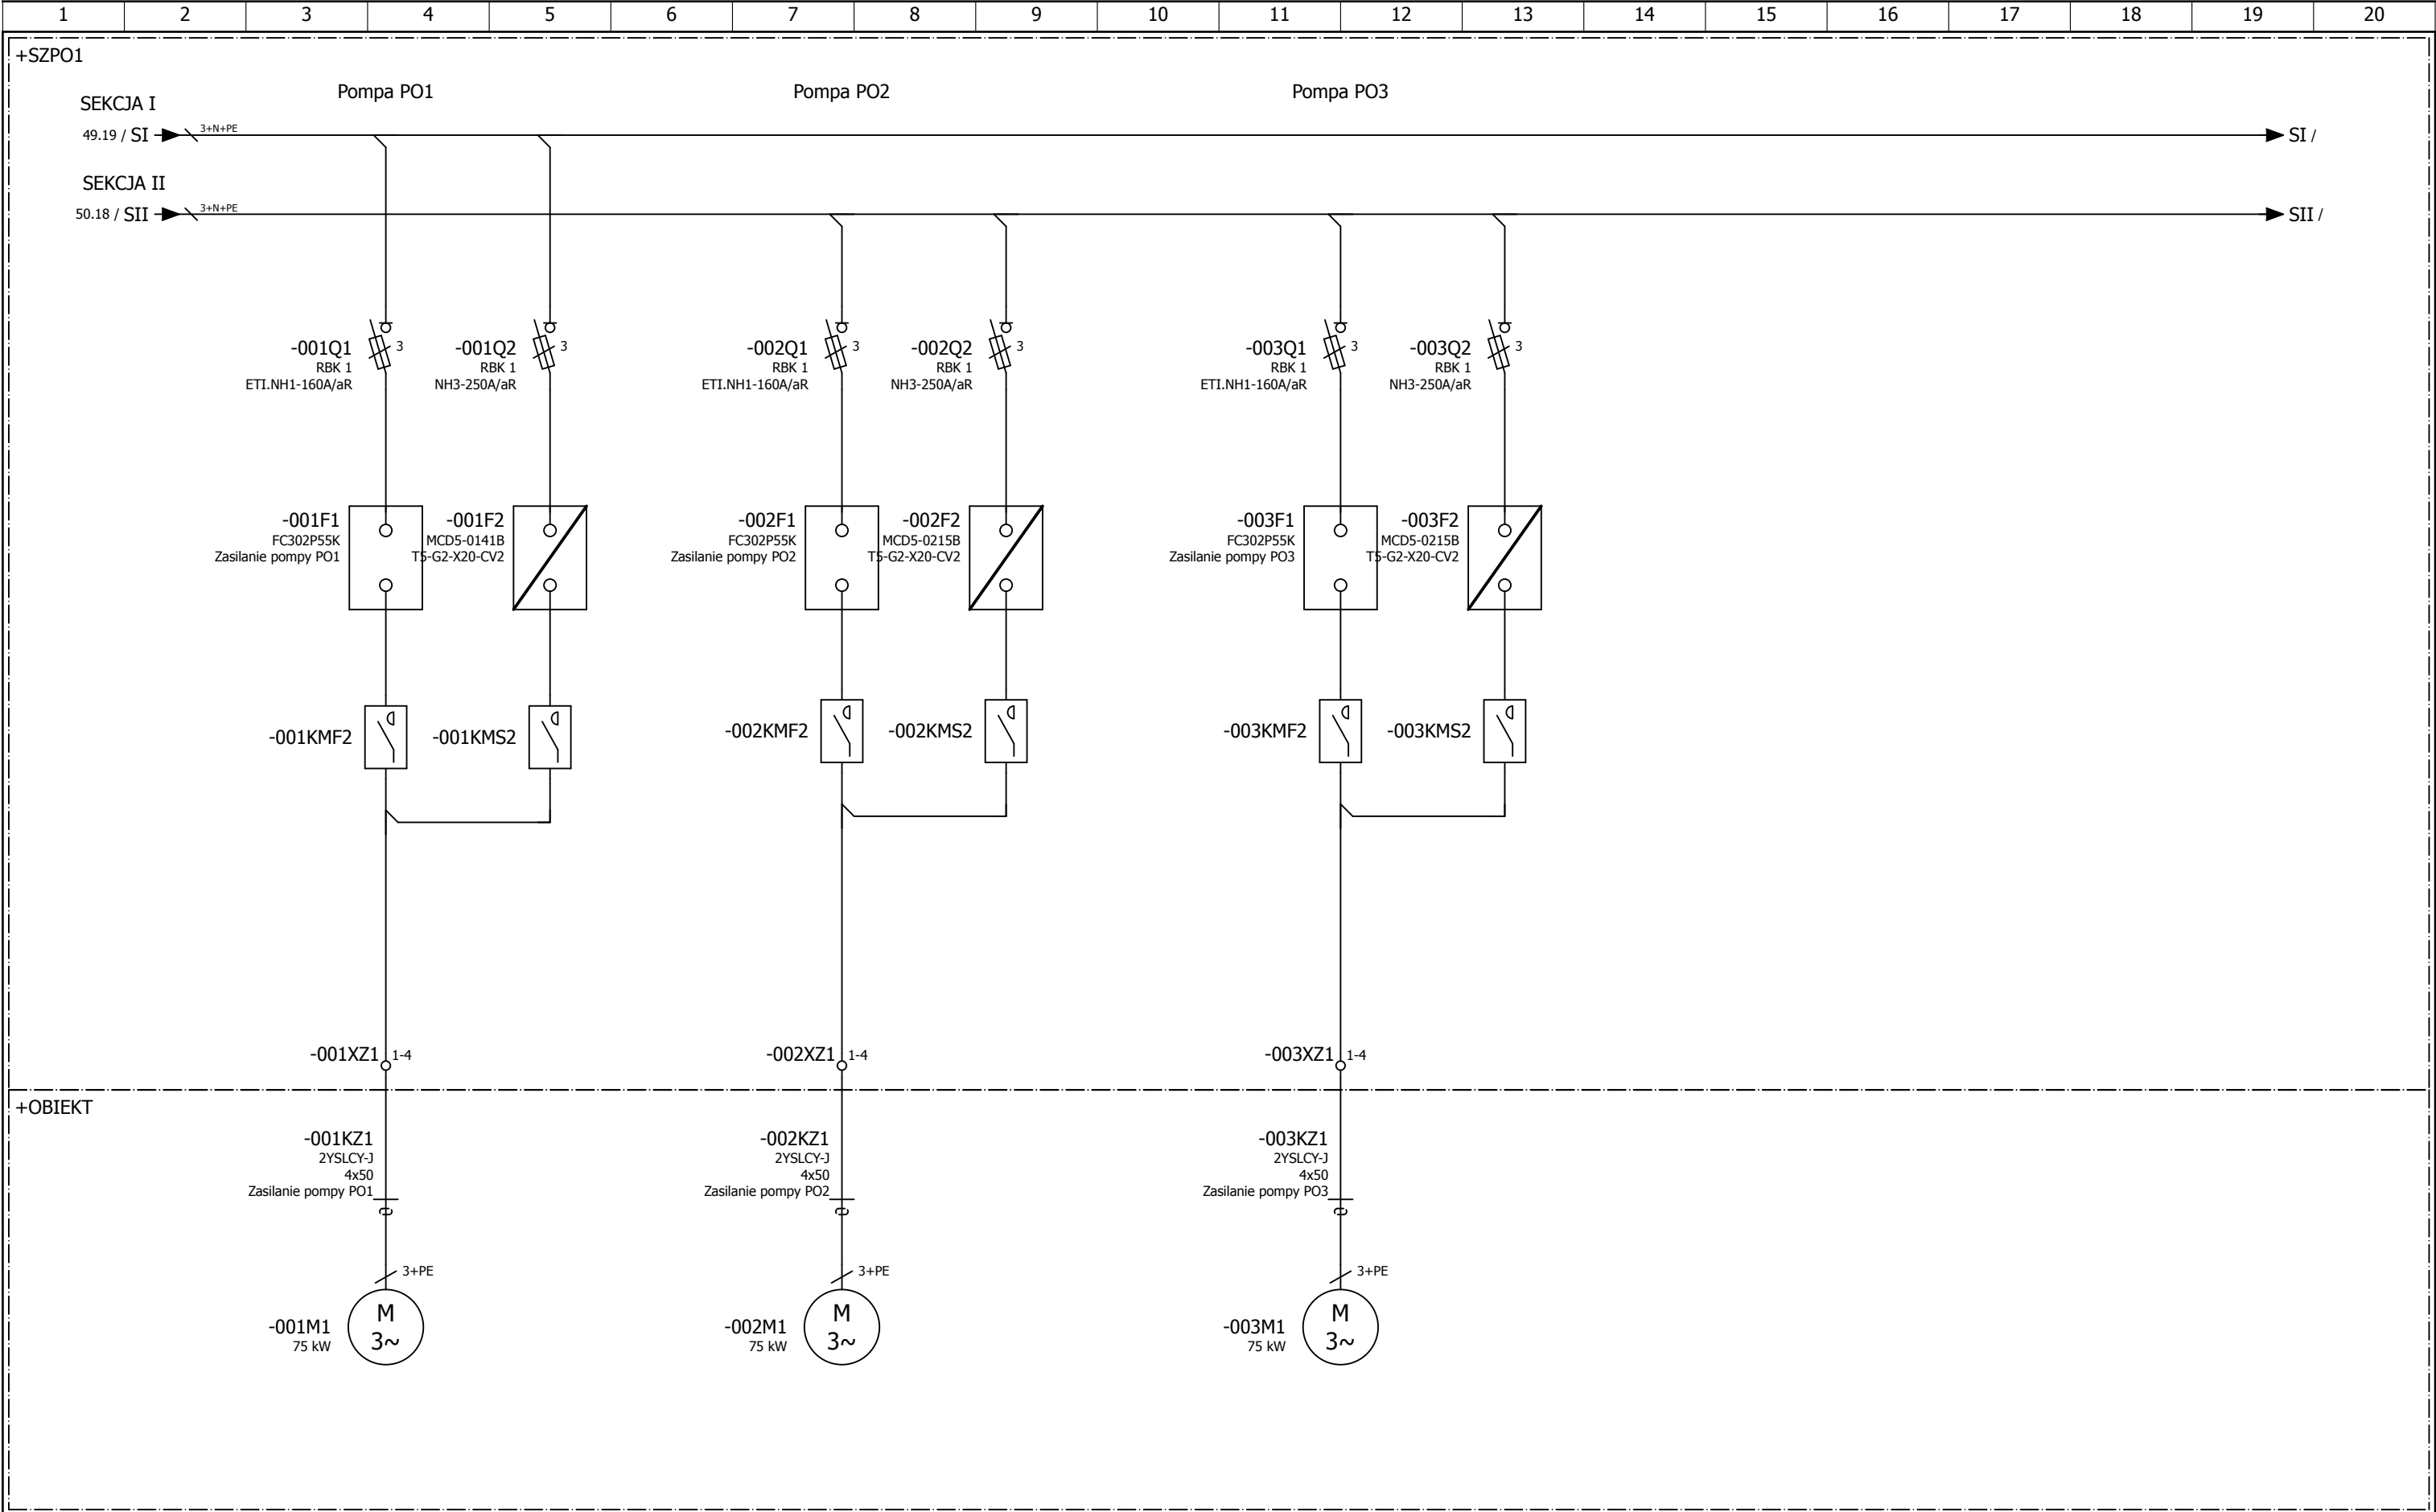 1 2 3 4 5 6 7 8 9 10 11 12 13 14 15 16 17 18 19 20
+SZPO1
Pompa PO1 Pompa PO2 Pompa PO3
SEKCJA I
49.19 / SI 3+N+PE SI /
SEKCJA II
50.18 / SII 3+N+PE SII /
-001Q1 3 -001Q2 3 -002Q1 3 -002Q2 3 -003Q1 3 -003Q2 3
RBK 1 RBK 1 RBK 1 RBK 1 RBK 1 RBK 1
ETI.NH1-160A/aR NH3-250A/aR ETI.NH1-160A/aR NH3-250A/aR ETI.NH1-160A/aR NH3-250A/aR
-001F1 -001F2 -002F1 -002F2 -003F1 -003F2
FC302P55K MCD5-0141B FC302P55K MCD5-0215B FC302P55K MCD5-0215B
Zasilanie pompy PO1 T5-G2-X20-CV2 Zasilanie pompy PO2 T5-G2-X20-CV2 Zasilanie pompy PO3 T5-G2-X20-CV2
-001KMF2 -001KMS2 -002KMF2 -002KMS2 -003KMF2 -003KMS2
-001XZ1 1-4 -002XZ1 1-4 -003XZ1 1-4
+OBIEKT
-001KZ1 -002KZ1 -003KZ1
2YSLCY-J 2YSLCY-J 2YSLCY-J
4x50 4x50 4x50
Zasilanie pompy PO1 Zasilanie pompy PO2 Zasilanie pompy PO3
3+PE 3+PE 3+PE
M M M
-001M1 -002M1 -003M1
75 kW 3~ 75 kW 3~ 75 kW 3~